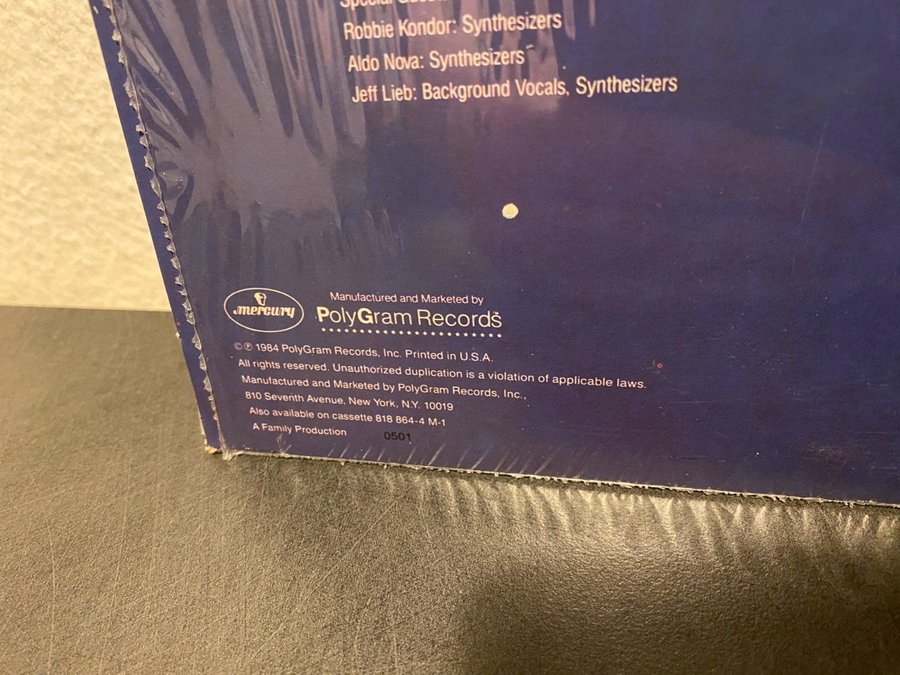 Special Guest
Robbie Kondor: Synthesizers
Aldo Nova: Synthesizers
Jeff Lieb: Background Vocals, Synthesizers
mercury
Manufactured and Marketed by
PolyGram Records
©℗ 1984 PolyGram Records, Inc. Printed in U.S.A.
All rights reserved. Unauthorized duplication is a violation of applicable laws.
Manufactured and Marketed by PolyGram Records, Inc.,
810 Seventh Avenue, New York, N.Y. 10019
Also available on cassette 818 864-4 M-1
A Family Production
0501